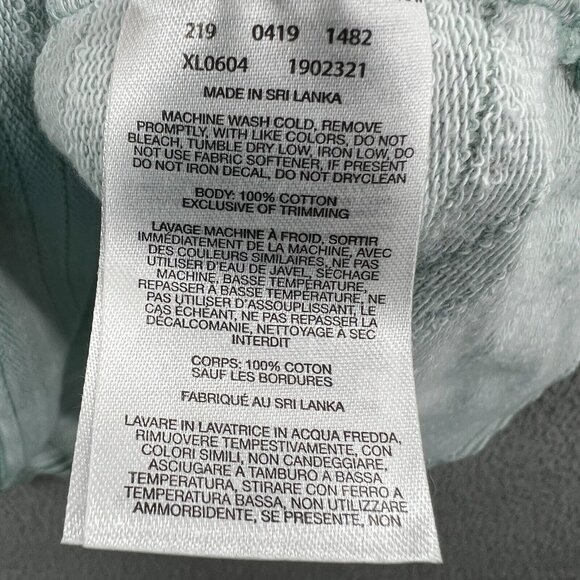 219 0419 1482
XL0604 1902321
MADE IN SRI LANKA
MACHINE WASH COLD, REMOVE
PROMPTLY, WITH LIKE COLORS, DO NOT
BLEACH, TUMBLE DRY LOW, IRON LOW, DO
NOT USE FABRIC SOFTENER, IF PRESENT
DO NOT IRON DECAL, DO NOT DRYCLEAN
BODY: 100% COTTON
EXCLUSIVE OF TRIMMING
LAVAGE MACHINE À FROID, SORTIR
IMMÉDIATEMENT DE LA MACHINE, AVEC
DES COULEURS SIMILAIRES, NE PAS
UTILISER D'EAU DE JAVEL, SÉCHAGE
MACHINE, BASSE TEMPÉRATURE,
REPASSER À BASSE TEMPÉRATURE, NE
PAS UTILISER D'ASSOUPLISSANT, LE
CAS ÉCHÉANT, NE PAS REPASSER LA
DÉCALCOMANIE, NETTOYAGE À SEC
INTERDIT
CORPS: 100% COTON
SAUF LES BORDURES
FABRIQUÉ AU SRI LANKA
LAVARE IN LAVATRICE IN ACQUA FREDDA,
RIMUOVERE TEMPESTIVAMENTE, CON
COLORI SIMILI, NON CANDEGGIARE,
ASCIUGARE A TAMBURO A BASSA
TEMPERATURA, STIRARE CON FERRO A
TEMPERATURA BASSA, NON UTILIZZARE
AMMORBIDENTE, SE PRESENTE, NON